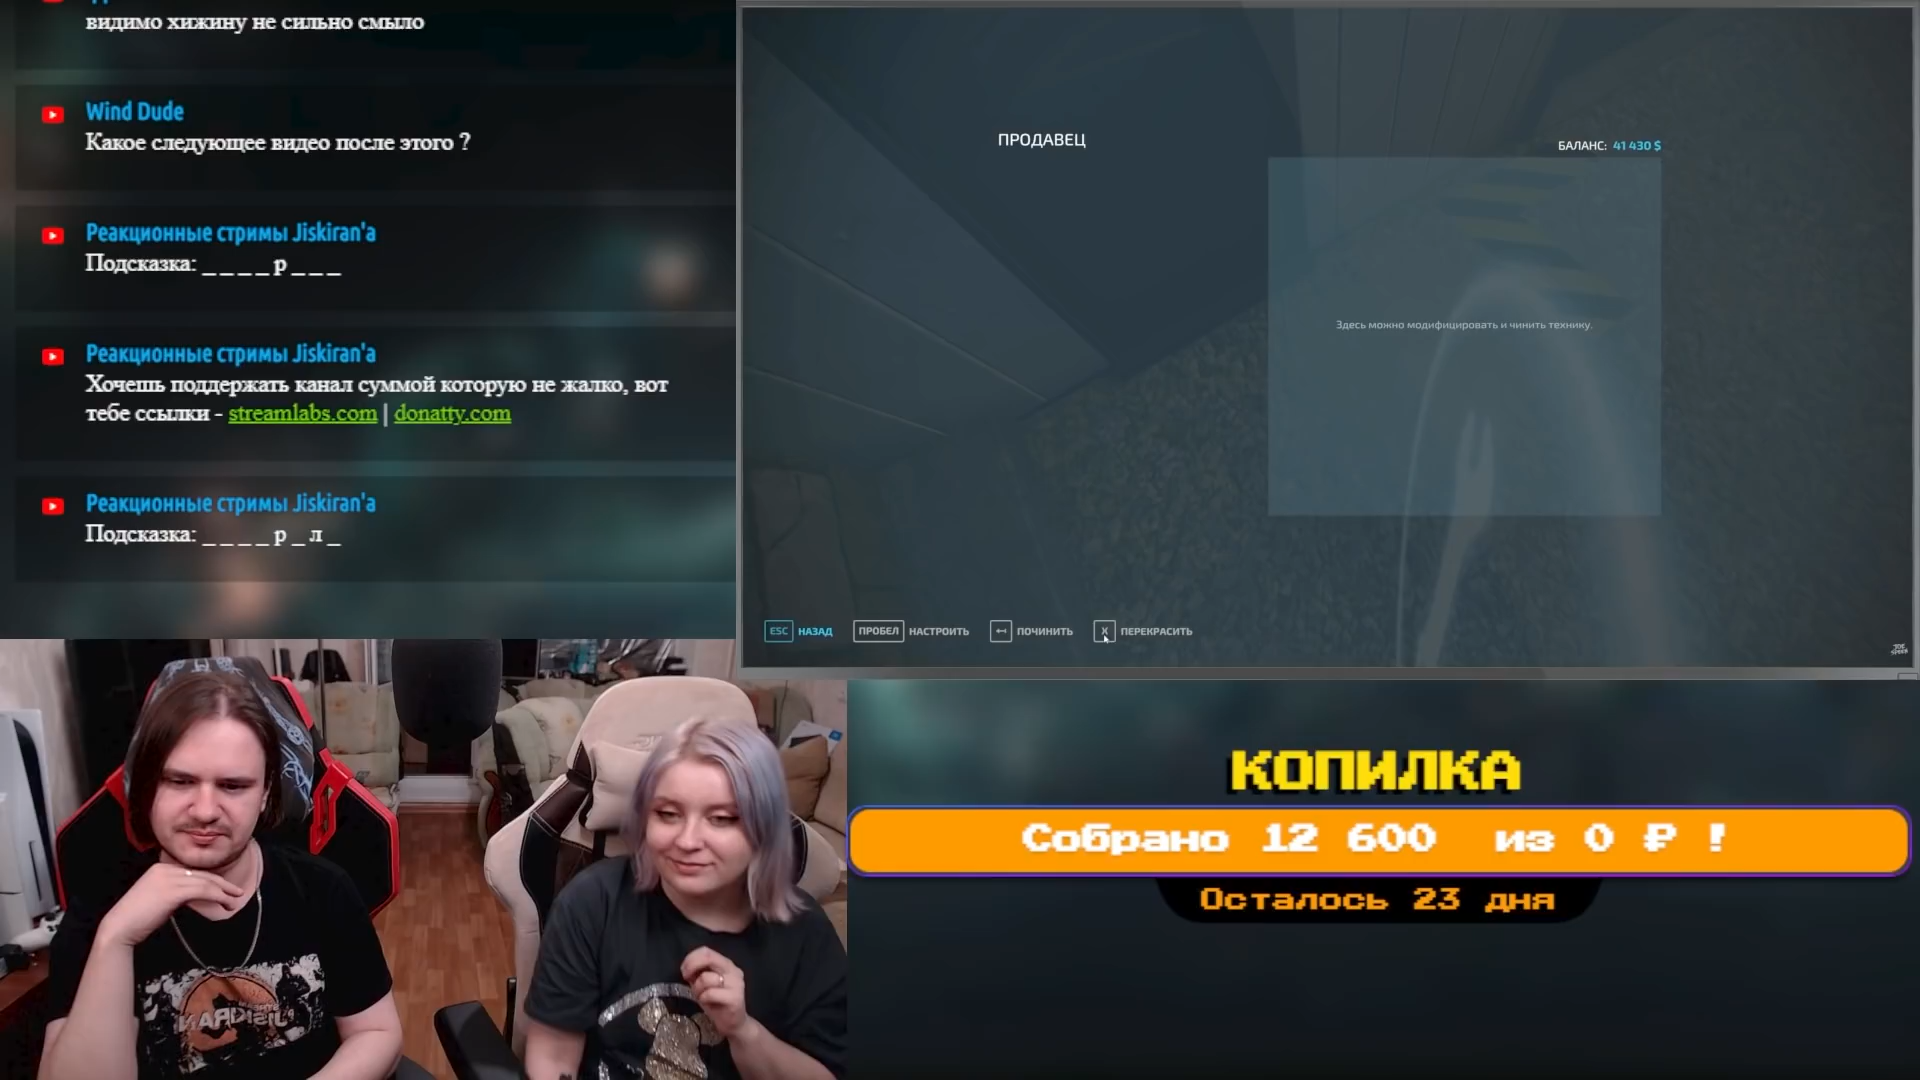 видимо хижину не сильно смыло
Wind Dude
Какое следующее видео после этого ?
Реакционные стримы Jiskiran'a
Подсказка: _ _ _ _ р _ _ _
Реакционные стримы Jiskiran'a
Хочешь поддержать канал суммой которую не жалко, вот
тебе ссылки - streamlabs.com | donatty.com
Реакционные стримы Jiskiran'a
Подсказка: _ _ _ _ р _ л _
ПРОДАВЕЦ
БАЛАНС: 41 430 $
Здесь можно модифицировать и чинить технику.
ESC НАЗАД ПРОБЕЛ НАСТРОИТЬ ↤ ПОЧИНИТЬ X ПЕРЕКРАСИТЬ
JOE SPEEN
КОПИЛКА
Собрано 12 600 из 0 ₽ !
Осталось 23 дня